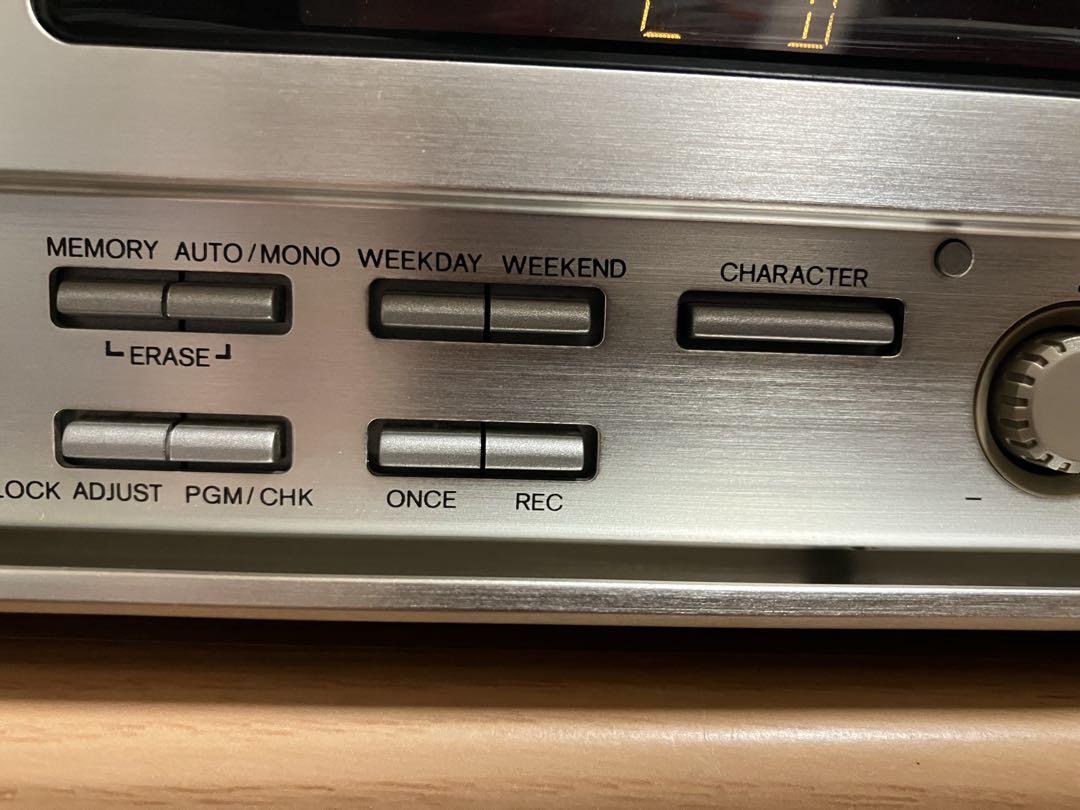 MEMORY AUTO/MONO WEEKDAY WEEKEND CHARACTER
ERASE
LOCK ADJUST PGM/CHK ONCE REC
−